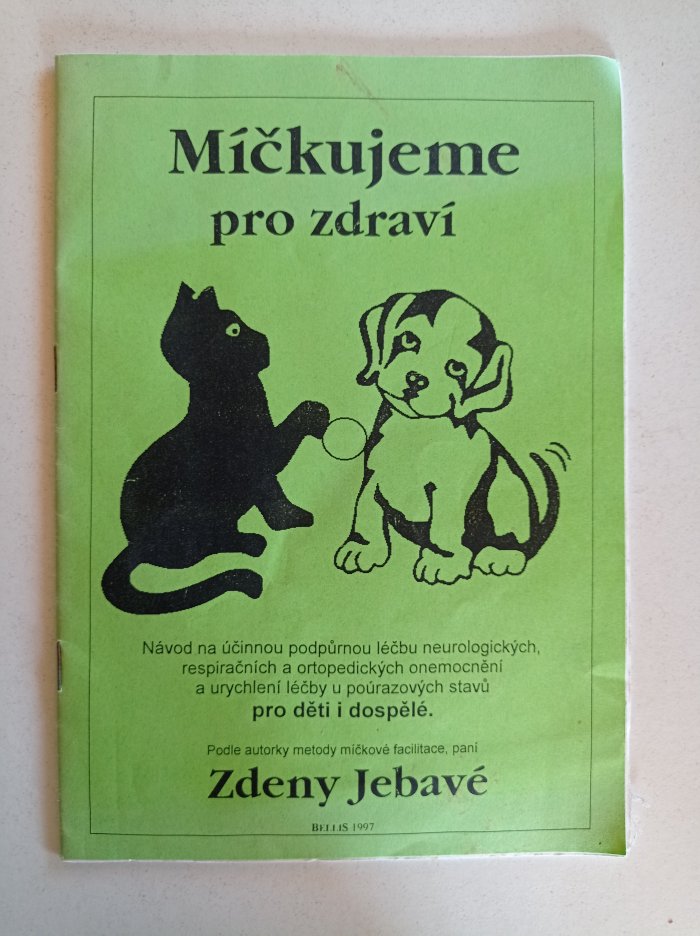 Míčkujeme
pro zdraví
Návod na účinnou podpůrnou léčbu neurologických,
respiračních a ortopedických onemocnění
a urychlení léčby u poúrazových stavů
pro děti i dospělé.
Podle autorky metody míčkové facilitace, paní
Zdeny Jebavé
BELLIS 1997